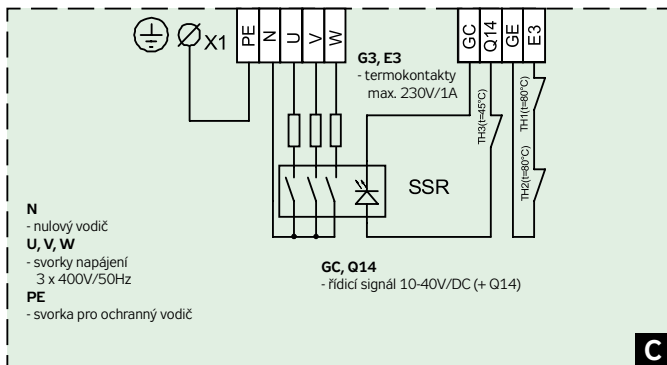 X1
PE
N
U
V
W
GC
Q14
GE
E3
G3, E3
- termokontakty
max. 230V/1A
TH3(t=45°C)
TH1(t=80°C)
TH2(t=80°C)
SSR
N
- nulový vodič
U, V, W
- svorky napájení
3 x 400V/50Hz
PE
- svorka pro ochranný vodič
GC, Q14
- řídicí signál 10-40V/DC (+ Q14)
C